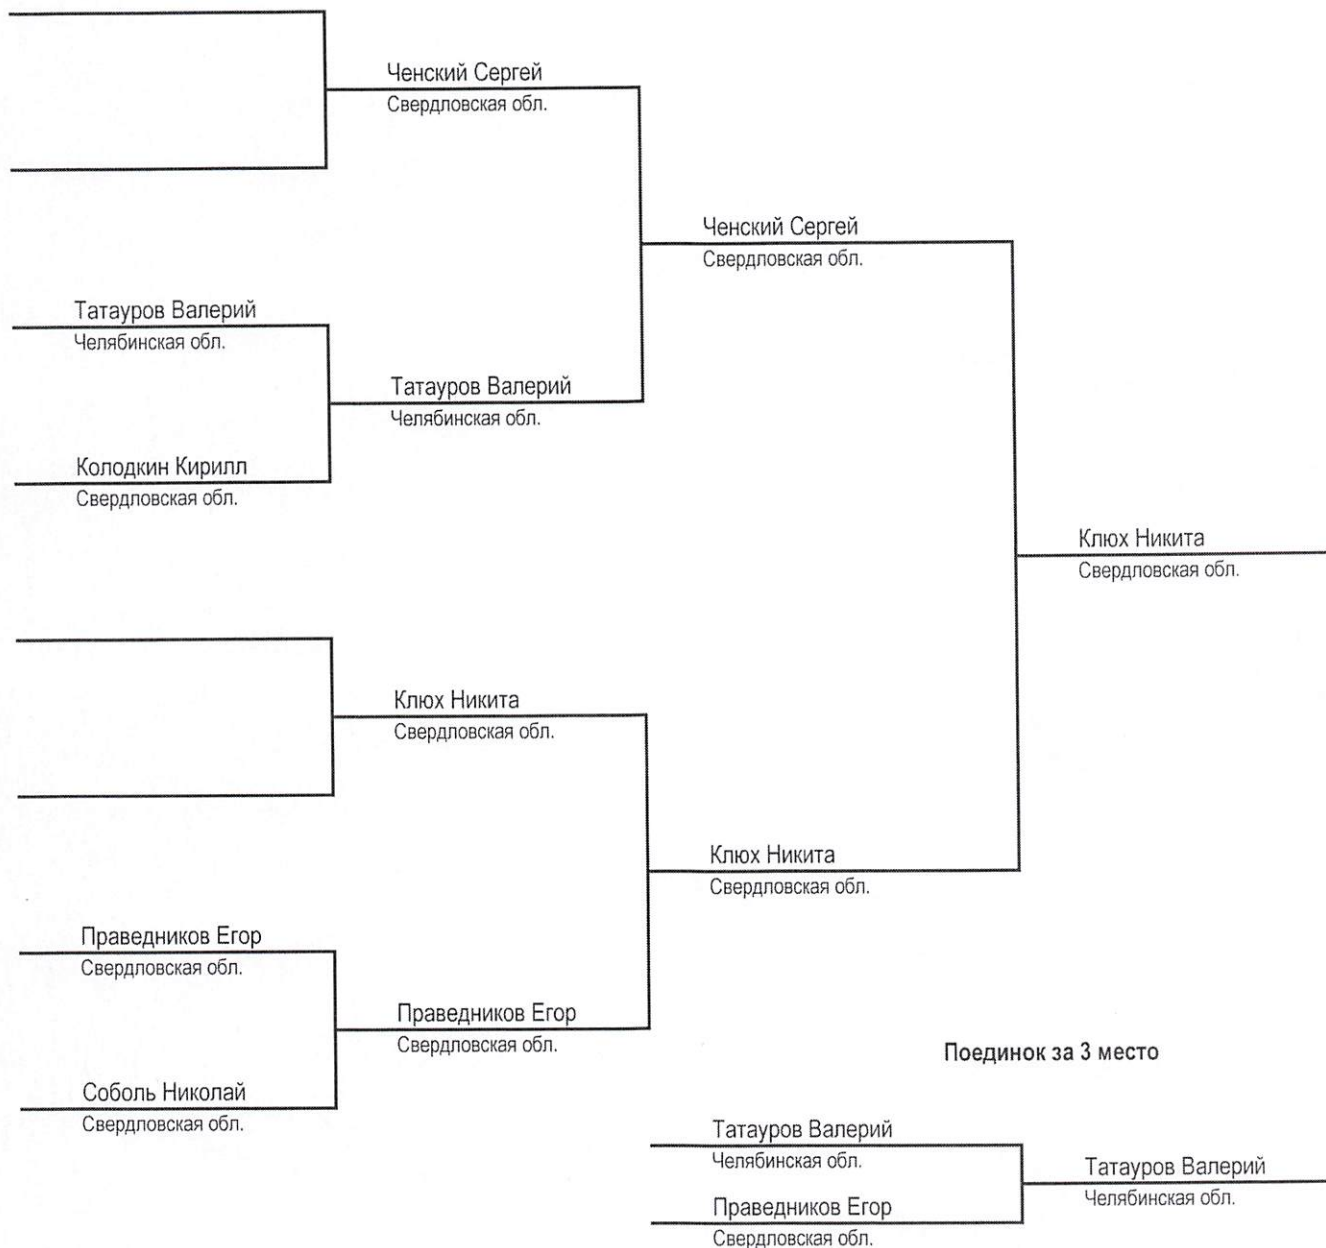 Ченский Сергей
Свердловская обл.
Ченский Сергей
Свердловская обл.
Татауров Валерий
Челябинская обл.
Татауров Валерий
Челябинская обл.
Колодкин Кирилл
Свердловская обл.
Клюх Никита
Свердловская обл.
Клюх Никита
Свердловская обл.
Клюх Никита
Свердловская обл.
Праведников Егор
Свердловская обл.
Праведников Егор
Свердловская обл.
Соболь Николай
Свердловская обл.
Поединок за 3 место
Татауров Валерий
Челябинская обл.
Татауров Валерий
Челябинская обл.
Праведников Егор
Свердловская обл.